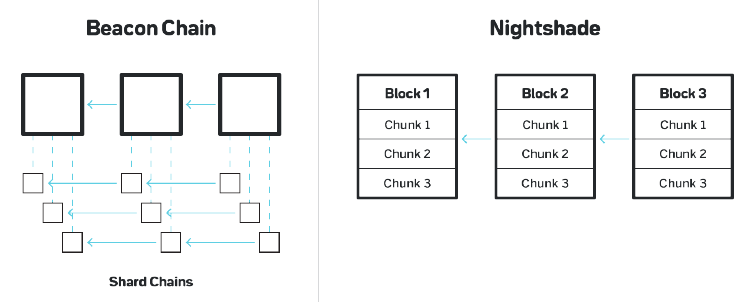 Beacon Chain
Shard Chains
Nightshade
Block 1
Chunk 1
Chunk 2
Chunk 3
Block 2
Chunk 1
Chunk 2
Chunk 3
Block 3
Chunk 1
Chunk 2
Chunk 3